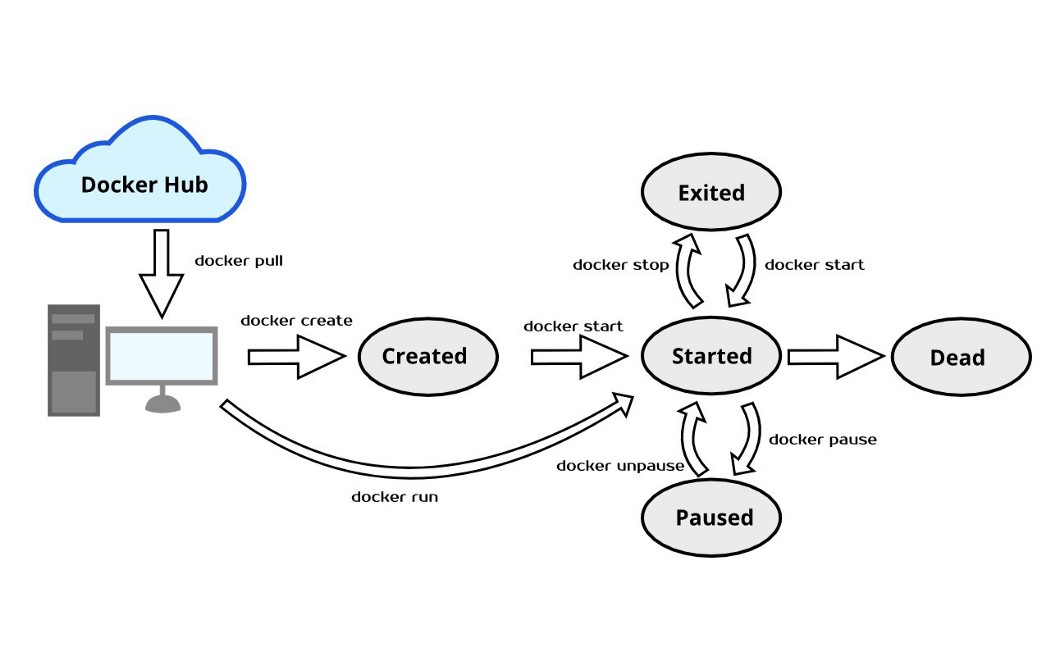 Docker Hub
docker pull
docker create
Created
docker start
docker run
Exited
docker stop
docker start
Started
Dead
docker unpause
docker pause
Paused